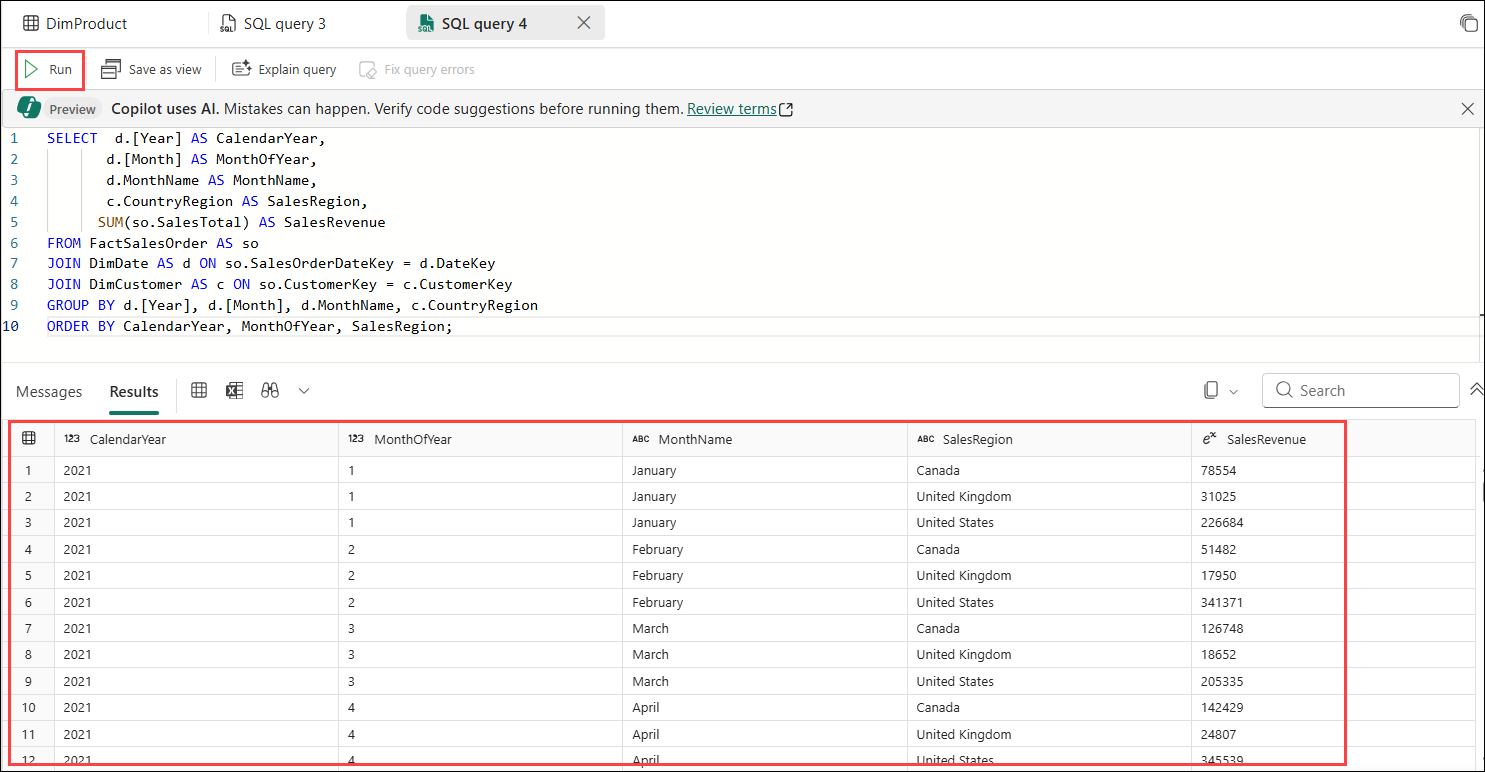 DimProduct SQL query 3 SQL query 4
Run Save as view Explain query Fix query errors
Preview Copilot uses AI. Mistakes can happen. Verify code suggestions before running them. Review terms
1 SELECT d.[Year] AS CalendarYear,
2 d.[Month] AS MonthOfYear,
3 d.MonthName AS MonthName,
4 c.CountryRegion AS SalesRegion,
5 SUM(so.SalesTotal) AS SalesRevenue
6 FROM FactSalesOrder AS so
7 JOIN DimDate AS d ON so.SalesOrderDateKey = d.DateKey
8 JOIN DimCustomer AS c ON so.CustomerKey = c.CustomerKey
9 GROUP BY d.[Year], d.[Month], d.MonthName, c.CountryRegion
10 ORDER BY CalendarYear, MonthOfYear, SalesRegion;
Messages Results Search
123 CalendarYear 123 MonthOfYear ABC MonthName ABC SalesRegion eˣ SalesRevenue
1 2021 1 January Canada 78554
2 2021 1 January United Kingdom 31025
3 2021 1 January United States 226684
4 2021 2 February Canada 51482
5 2021 2 February United Kingdom 17950
6 2021 2 February United States 341371
7 2021 3 March Canada 126748
8 2021 3 March United Kingdom 18652
9 2021 3 March United States 205335
10 2021 4 April Canada 142429
11 2021 4 April United Kingdom 24807
12 2021 4 April United States 345539